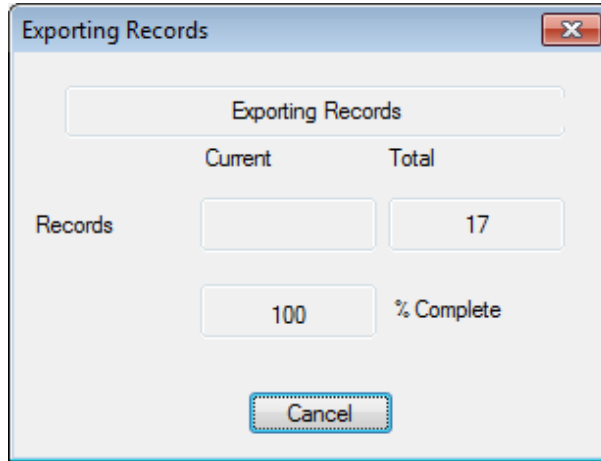 Exporting Records
Exporting Records
Current Total
Records 17
100 % Complete
Cancel